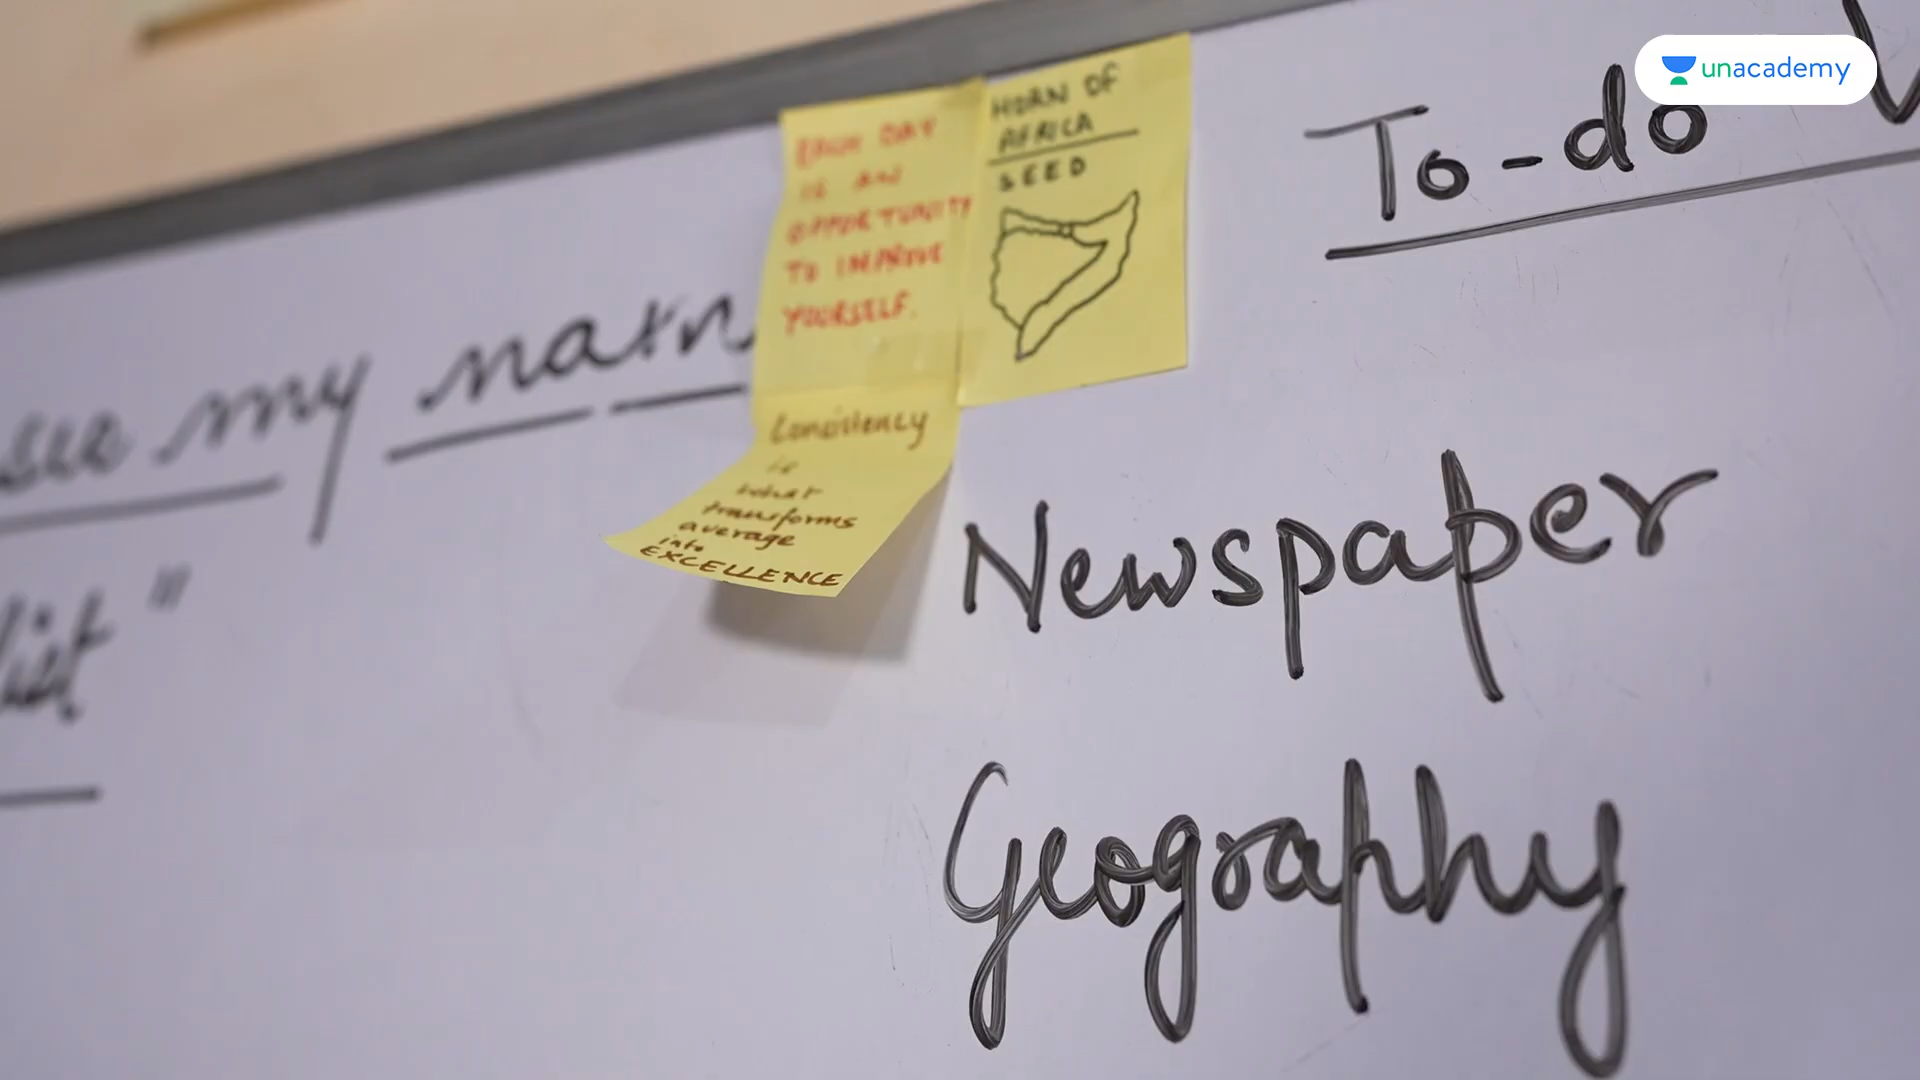 see my nam
list "
EACH DAY
IS AN
OPPORTUNITY
TO IMPROVE
YOURSELF.
Consistency
is
what
transforms
average
into
EXCELLENCE
HORN OF
AFRICA
SEED
To-do
Newspaper
Geography
unacademy